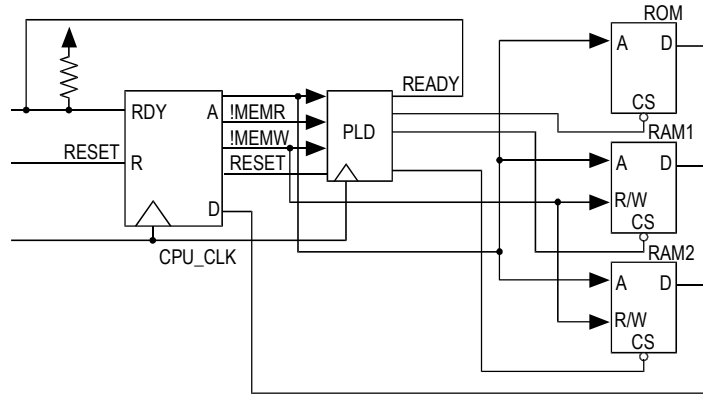 ROM
A D
CS
READY
RDY A
!MEMR
PLD
!MEMW
RESET
R
RESET
D
CPU_CLK
RAM1
A D
R/W
CS
RAM2
A D
R/W
CS